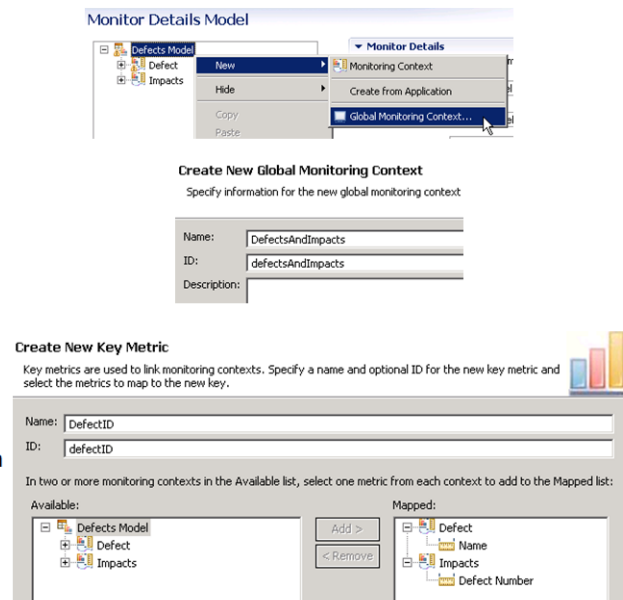 Monitor Details Model
Defects Model
Monitor Details
Defect
New
Monitoring Context
Impacts
Hide
Create from Application
Copy
Global Monitoring Context...
Paste
Create New Global Monitoring Context
Specify information for the new global monitoring context
Name: DefectsAndImpacts
ID: defectsAndImpacts
Description:
Create New Key Metric
Key metrics are used to link monitoring contexts. Specify a name and optional ID for the new key metric and
select the metrics to map to the new key.
Name: DefectID
ID: defectID
In two or more monitoring contexts in the Available list, select one metric from each context to add to the Mapped list:
Available: Mapped:
Defects Model Add > Defect
Defect Name
Impacts < Remove Impacts
Defect Number